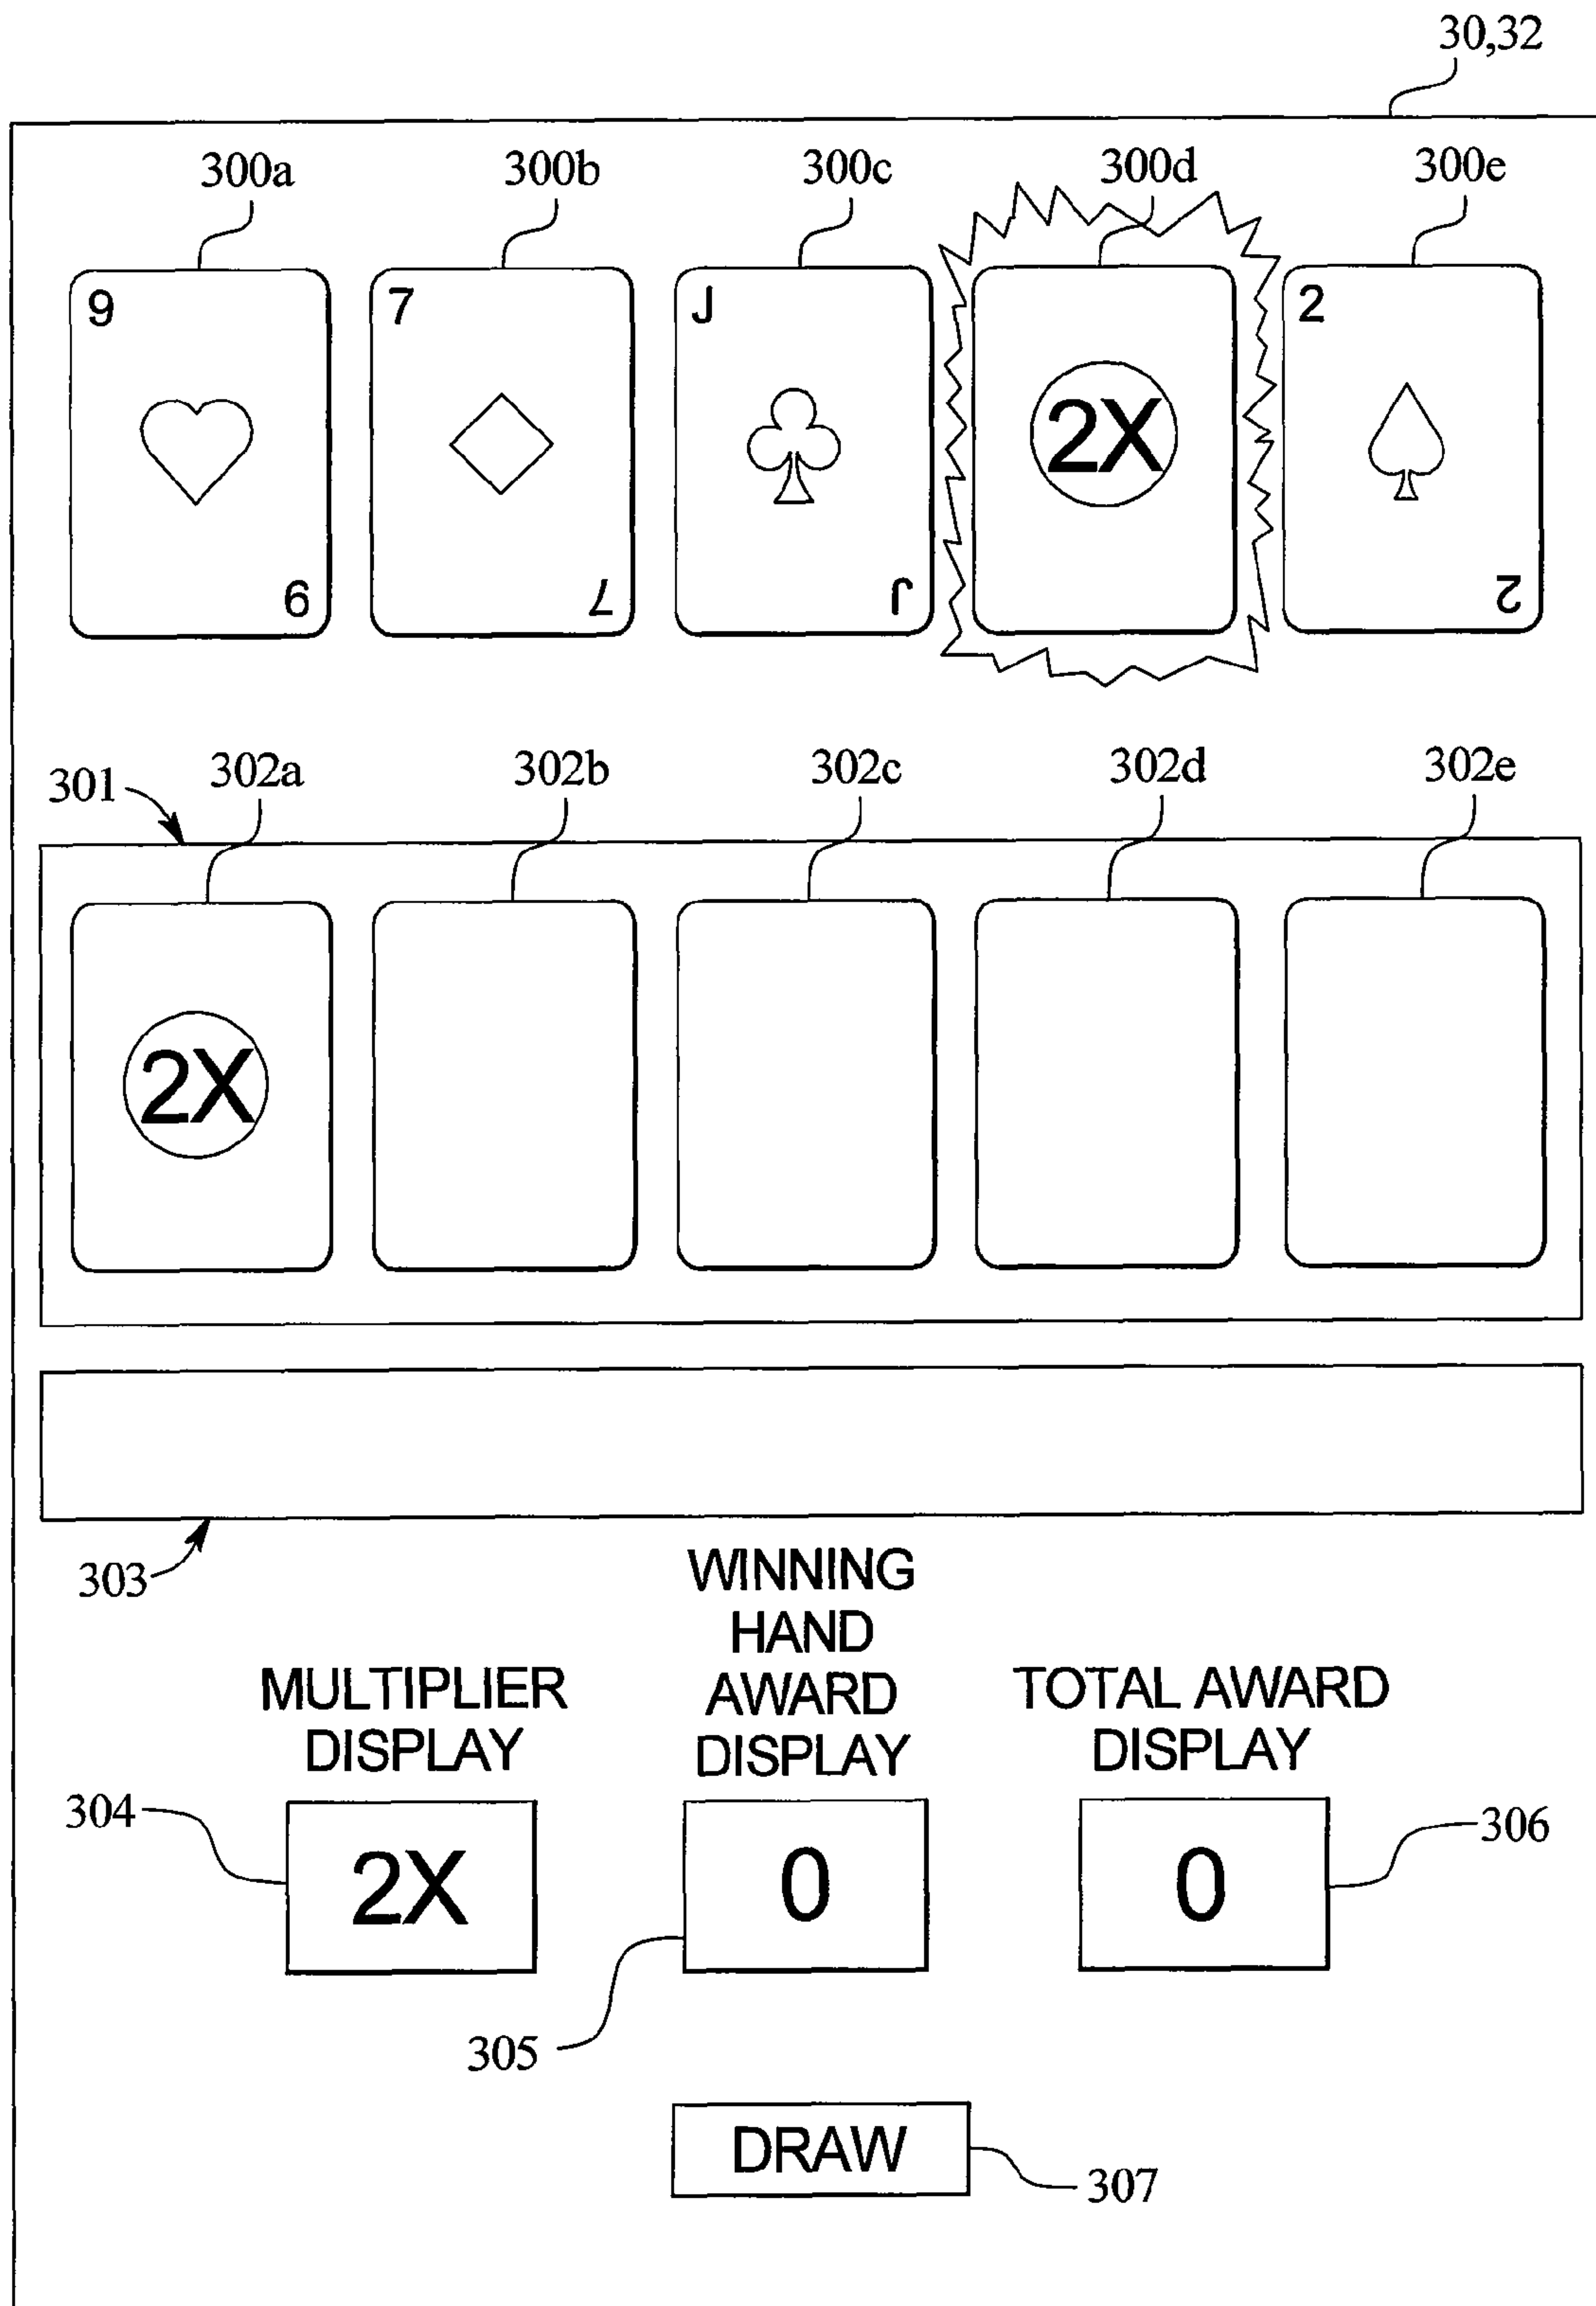 30,32
300a 300b 300c 300d 300e
9 7 J 2
2X
9 7 J 2
301 302a 302b 302c 302d 302e
2X
303
WINNING
HAND
MULTIPLIER AWARD TOTAL AWARD
DISPLAY DISPLAY DISPLAY
304 2X 0 0 306
305
DRAW
307